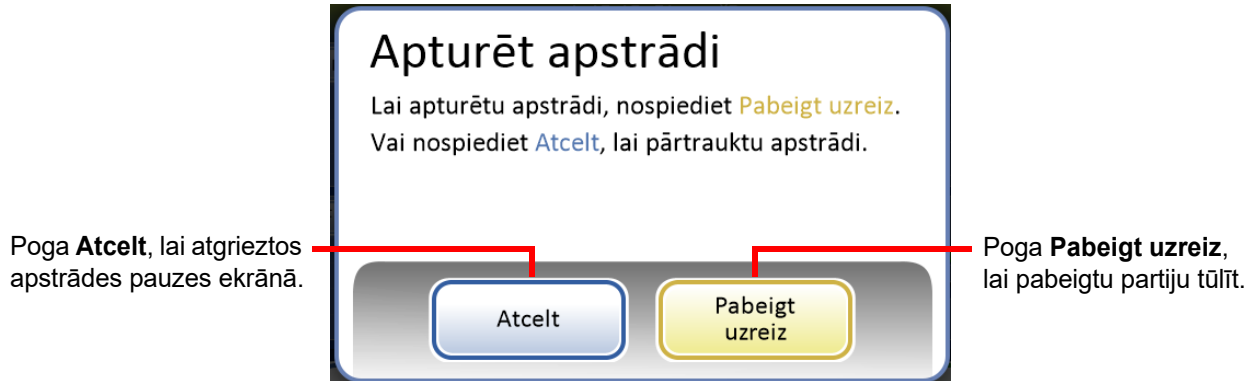 Apturēt apstrādi
Lai apturētu apstrādi, nospiediet Pabeigt uzreiz.
Vai nospiediet Atcelt, lai pārtrauktu apstrādi.
Poga Atcelt, lai atgrieztos
apstrādes pauzes ekrānā.
Poga Pabeigt uzreiz,
lai pabeigtu partiju tūlīt.
Atcelt
Pabeigt
uzreiz